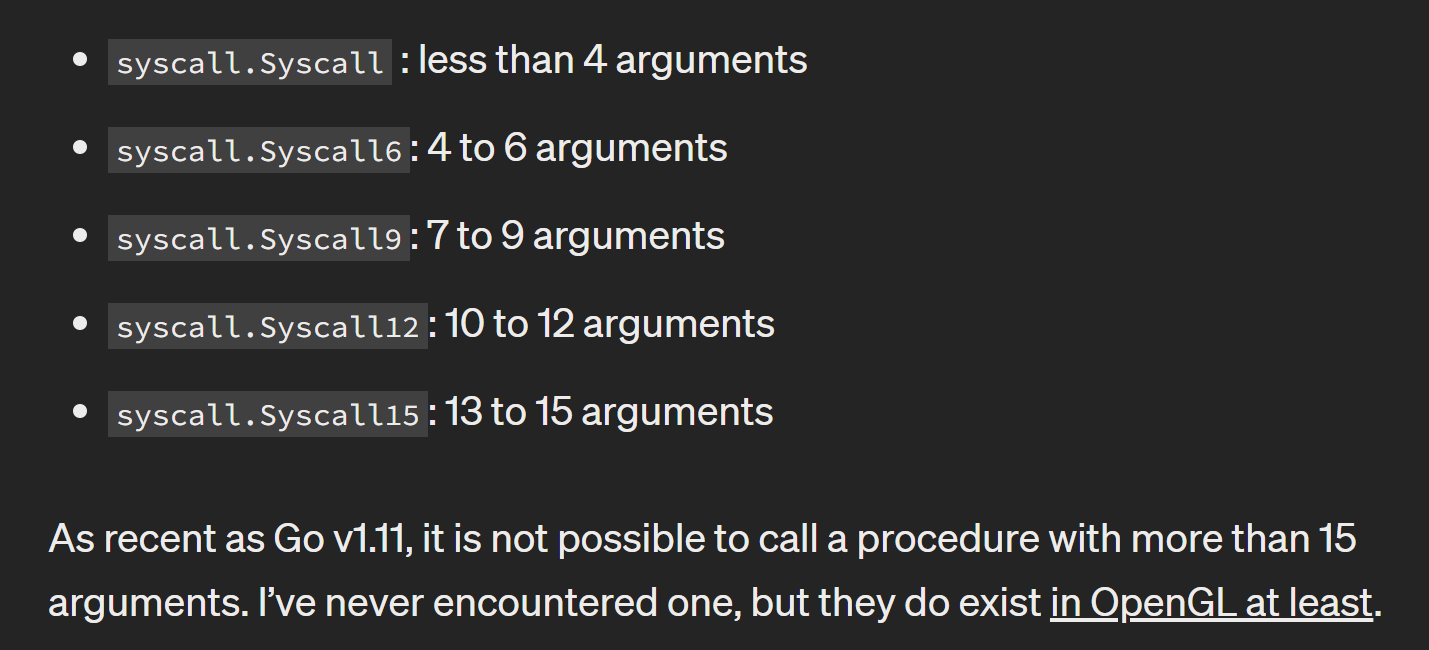 syscall.Syscall : less than 4 arguments
syscall.Syscall6: 4 to 6 arguments
syscall.Syscall9: 7 to 9 arguments
syscall.Syscall12: 10 to 12 arguments
syscall.Syscall15: 13 to 15 arguments
As recent as Go v1.11, it is not possible to call a procedure with more than 15
arguments. I’ve never encountered one, but they do exist in OpenGL at least.